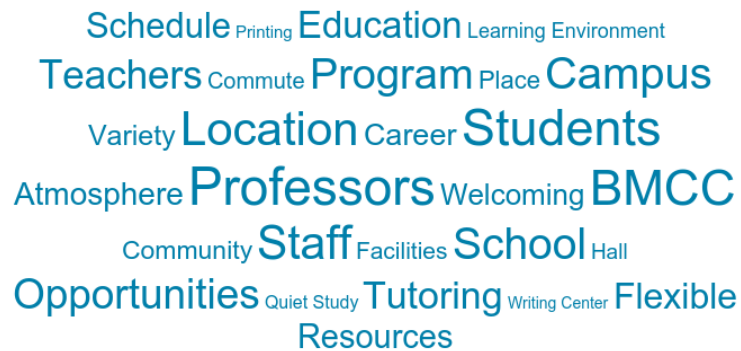 Schedule Printing Education Learning Environment
Teachers Commute Program Place Campus
Variety Location Career Students
Atmosphere Professors Welcoming BMCC
Community Staff Facilities School Hall
Opportunities Quiet Study Tutoring Writing Center Flexible
Resources